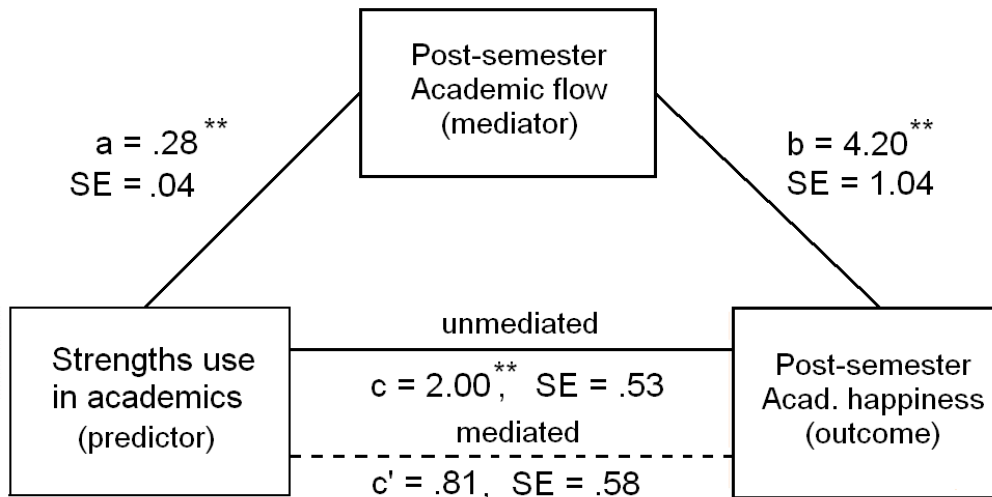 Post-semester
Academic flow
(mediator)
a = .28**
SE = .04
b = 4.20**
SE = 1.04
Strengths use
in academics
(predictor)
unmediated
c = 2.00**, SE = .53
mediated
c' = .81, SE = .58
Post-semester
Acad. happiness
(outcome)